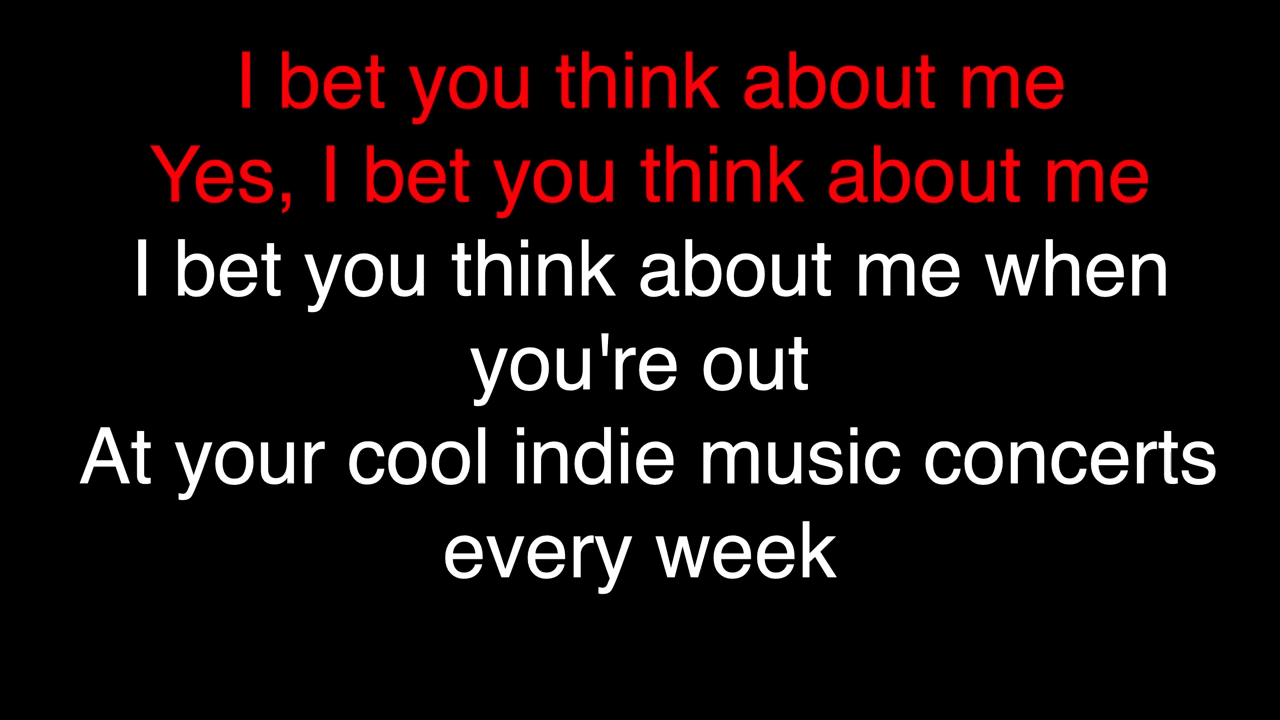 I bet you think about me
Yes, I bet you think about me
I bet you think about me when
you're out
At your cool indie music concerts
every week